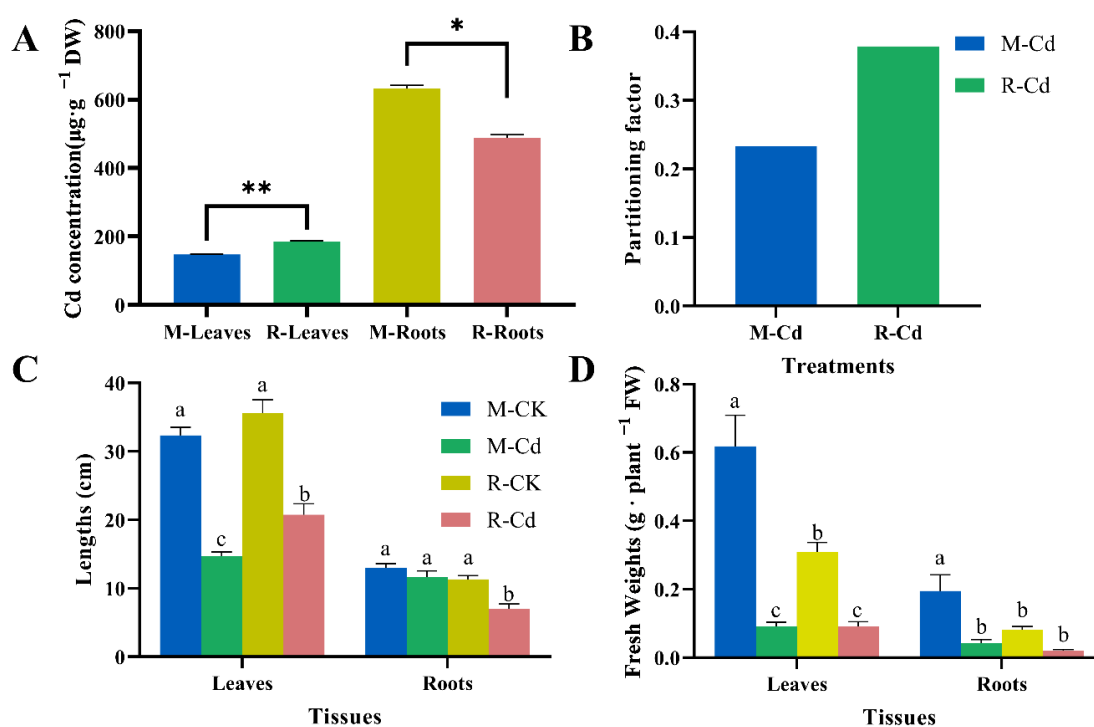 A
Cd concentration(μg·g ⁻¹ DW)
800
600
400
200
0
**
*
M-Leaves R-Leaves M-Roots R-Roots
B
Partitioning factor
0.4
0.3
0.2
0.1
0.0
M-Cd
R-Cd
M-Cd R-Cd
Treatments
C
Lengths (cm)
40
30
20
10
0
a c a b a a a b
M-CK
M-Cd
R-CK
R-Cd
Leaves Roots
Tissues
D
Fresh Weights (g · plant ⁻¹ FW)
0.8
0.6
0.4
0.2
0.0
a c b c a b b b
Leaves Roots
Tissues